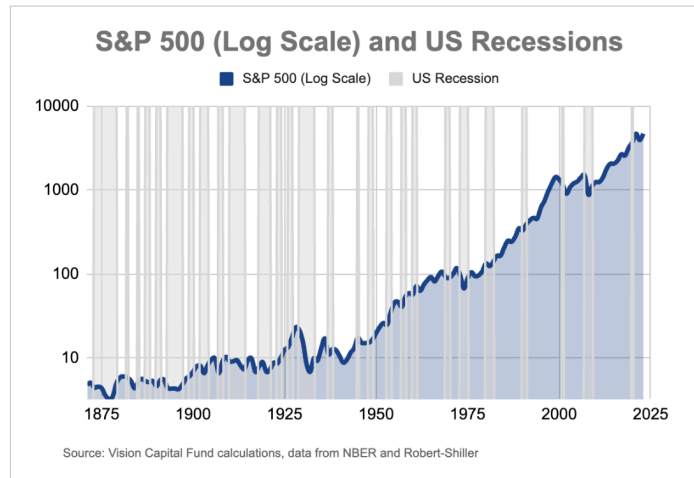 S&P 500 (Log Scale) and US Recessions
S&P 500 (Log Scale) US Recession
10000
1000
100
10
1875 1900 1925 1950 1975 2000 2025
Source: Vision Capital Fund calculations, data from NBER and Robert-Shiller